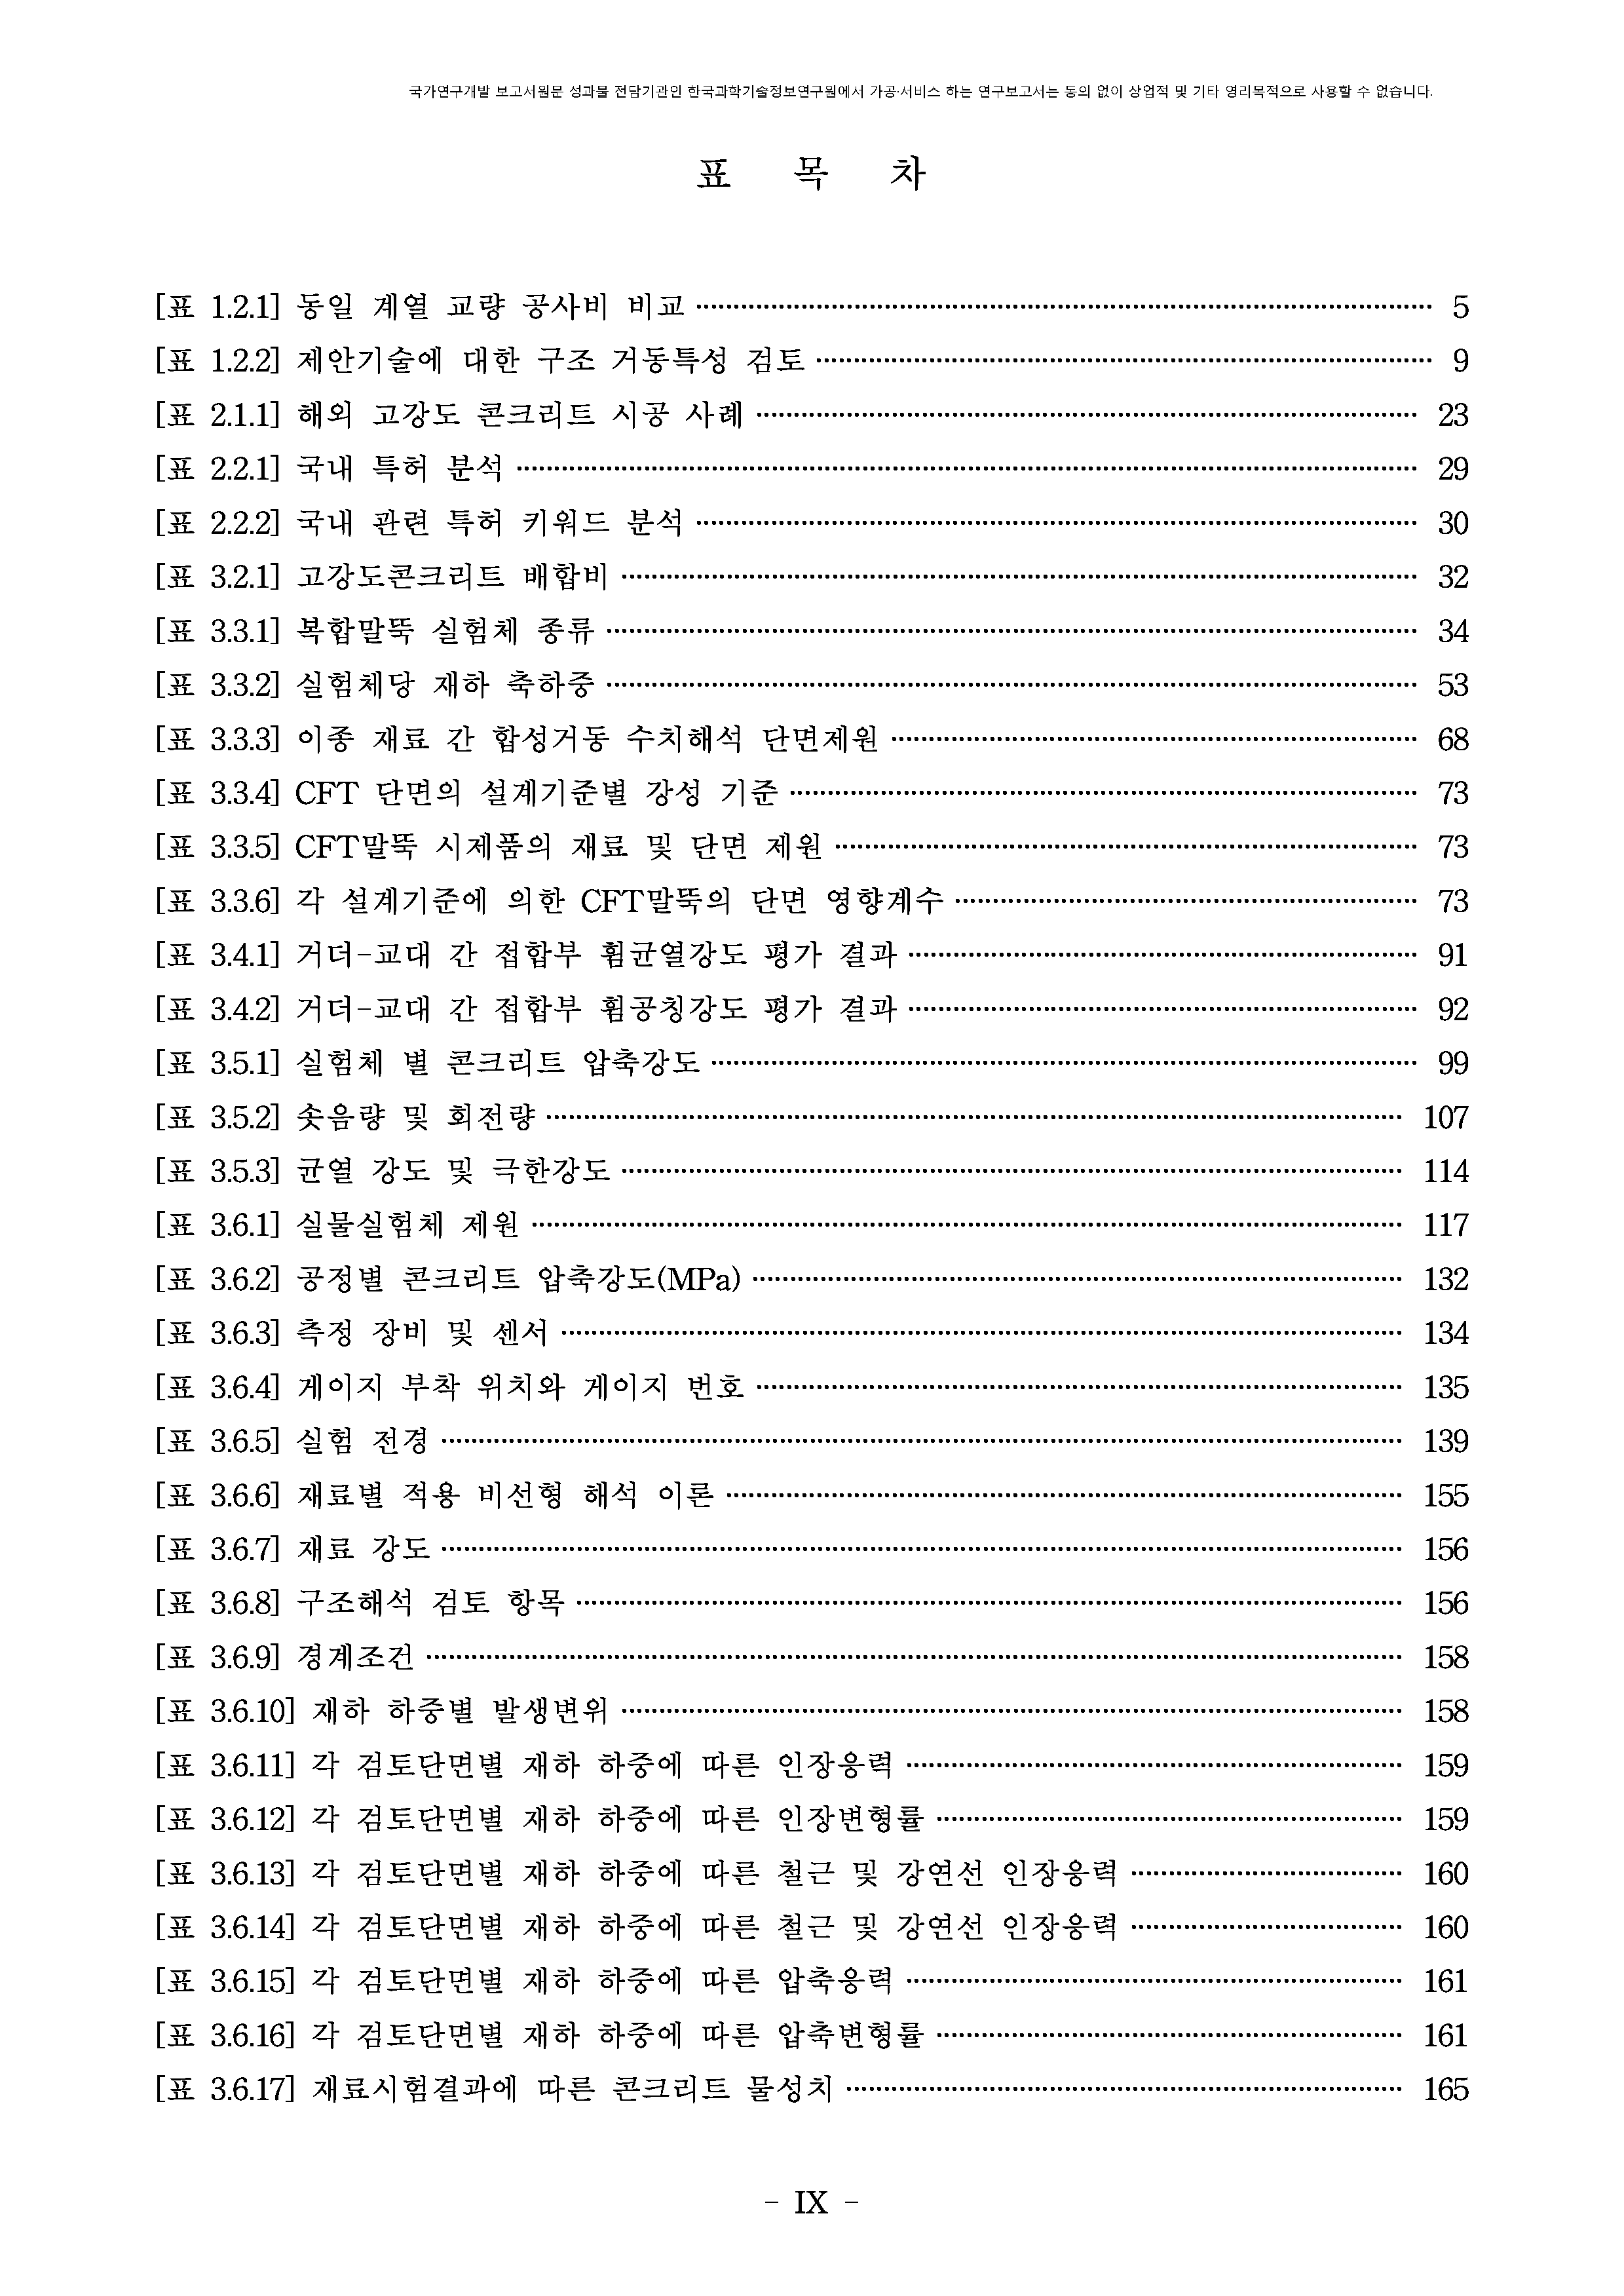 국가연구개발 보고서원문 성과물 전담기관인 한국과학기술정보연구원에서 가공·서비스 하는 연구보고서는 동의 없이 상업적 및 기타 영리목적으로 사용할 수 없습니다.
표 목 차
[표 1.2.1] 동일 계열 교량 공사비 비교 5
[표 1.2.2] 제안기술에 대한 구조 거동특성 검토 9
[표 2.1.1] 해외 고강도 콘크리트 시공 사례 23
[표 2.2.1] 국내 특허 분석 29
[표 2.2.2] 국내 관련 특허 키워드 분석 30
[표 3.2.1] 고강도콘크리트 배합비 32
[표 3.3.1] 복합말뚝 실험체 종류 34
[표 3.3.2] 실험체당 재하 축하중 53
[표 3.3.3] 이종 재료 간 합성거동 수치해석 단면제원 68
[표 3.3.4] CFT 단면의 설계기준별 강성 기준 73
[표 3.3.5] CFT말뚝 시제품의 재료 및 단면 제원 73
[표 3.3.6] 각 설계기준에 의한 CFT말뚝의 단면 영향계수 73
[표 3.4.1] 거더-교대 간 접합부 휨균열강도 평가 결과 91
[표 3.4.2] 거더-교대 간 접합부 휨공칭강도 평가 결과 92
[표 3.5.1] 실험체 별 콘크리트 압축강도 99
[표 3.5.2] 솟음량 및 회전량 107
[표 3.5.3] 균열 강도 및 극한강도 114
[표 3.6.1] 실물실험체 제원 117
[표 3.6.2] 공정별 콘크리트 압축강도(MPa) 132
[표 3.6.3] 측정 장비 및 센서 134
[표 3.6.4] 게이지 부착 위치와 게이지 번호 135
[표 3.6.5] 실험 전경 139
[표 3.6.6] 재료별 적용 비선형 해석 이론 155
[표 3.6.7] 재료 강도 156
[표 3.6.8] 구조해석 검토 항목 156
[표 3.6.9] 경계조건 158
[표 3.6.10] 재하 하중별 발생변위 158
[표 3.6.11] 각 검토단면별 재하 하중에 따른 인장응력 159
[표 3.6.12] 각 검토단면별 재하 하중에 따른 인장변형률 159
[표 3.6.13] 각 검토단면별 재하 하중에 따른 철근 및 강연선 인장응력 160
[표 3.6.14] 각 검토단면별 재하 하중에 따른 철근 및 강연선 인장응력 160
[표 3.6.15] 각 검토단면별 재하 하중에 따른 압축응력 161
[표 3.6.16] 각 검토단면별 재하 하중에 따른 압축변형률 161
[표 3.6.17] 재료시험결과에 따른 콘크리트 물성치 165
- IX -